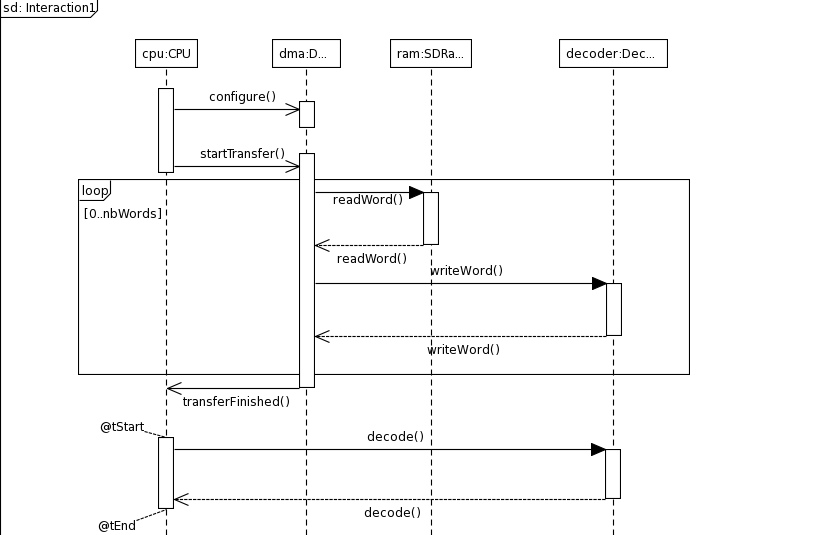 sd: Interaction1
cpu:CPU
dma:D...
ram:SDRa...
decoder:Dec...
configure()
startTransfer()
loop
[0..nbWords]
readWord()
readWord()
writeWord()
writeWord()
transferFinished()
@tStart
decode()
decode()
@tEnd